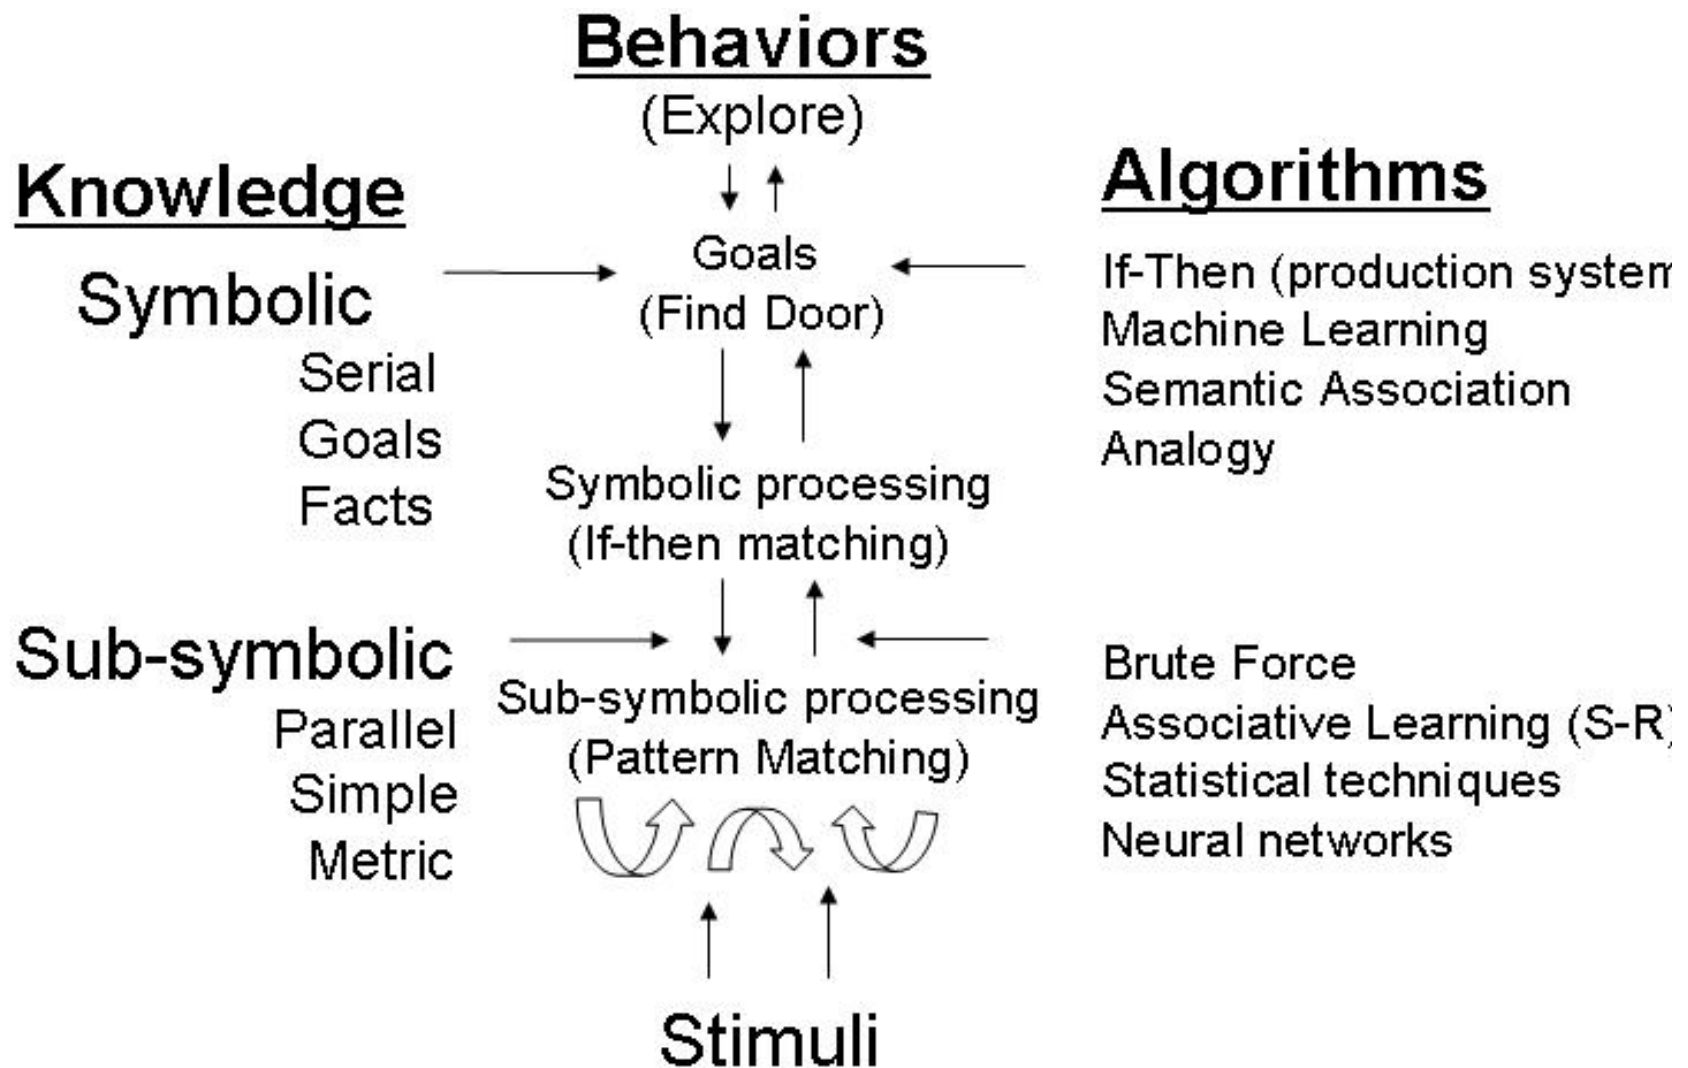 Behaviors
(Explore)
Knowledge
Symbolic
Serial
Goals
Facts
Sub-symbolic
Parallel
Simple
Metric
Goals
(Find Door)
Symbolic processing
(If-then matching)
Sub-symbolic processing
(Pattern Matching)
Stimuli
Algorithms
If-Then (production system
Machine Learning
Semantic Association
Analogy
Brute Force
Associative Learning (S-R)
Statistical techniques
Neural networks